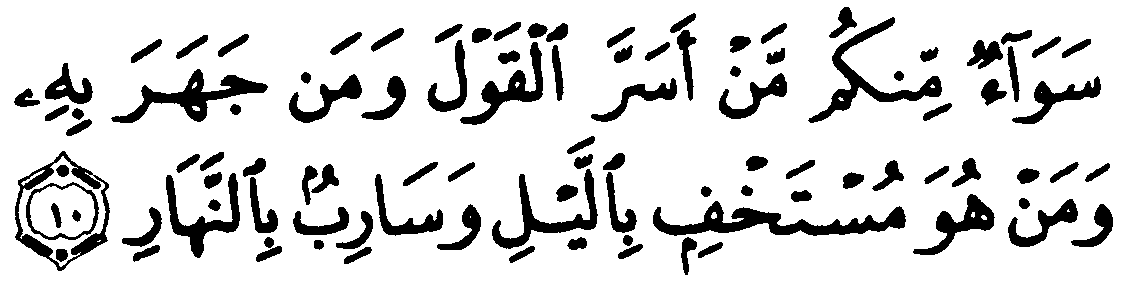 سَوَآءٌ مِّنكُم مَّنْ أَسَرَّ ٱلْقَوْلَ وَمَن جَهَرَ بِهِۦ
وَمَنْ هُوَ مُسْتَخْفٍۭ بِٱلَّيْلِ وَسَارِبٌۢ بِٱلنَّهَارِ ١٠